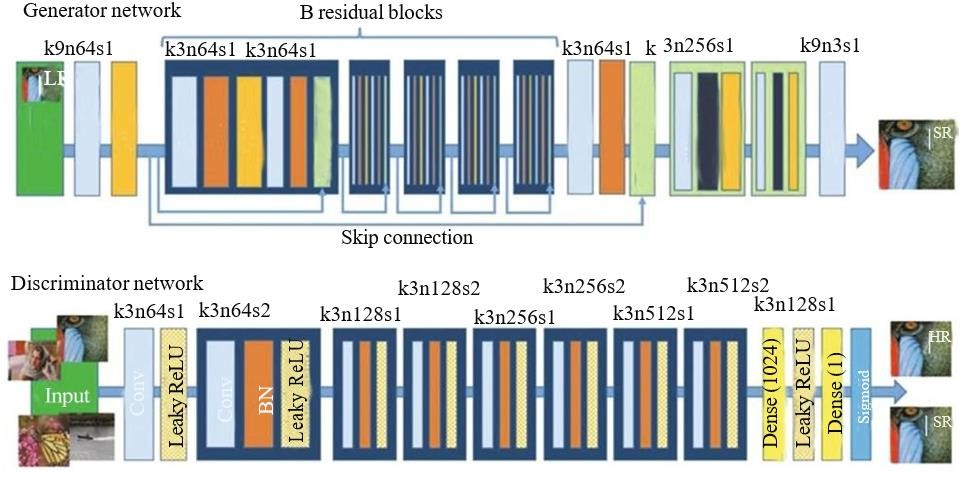 Generator network
B residual blocks
k9n64s1
k3n64s1 k3n64s1
k3n64s1
k 3n256s1
k9n3s1
LR
SR
Skip connection
Discriminator network
k3n64s1
k3n64s2
k3n128s1
k3n128s2
k3n256s1
k3n256s2
k3n512s1
k3n512s2
k3n128s1
Input
Conv
Leaky ReLU
Conv
BN
Leaky ReLU
Dense (1024)
Leaky ReLU
Dense (1)
Sigmoid
HR
SR